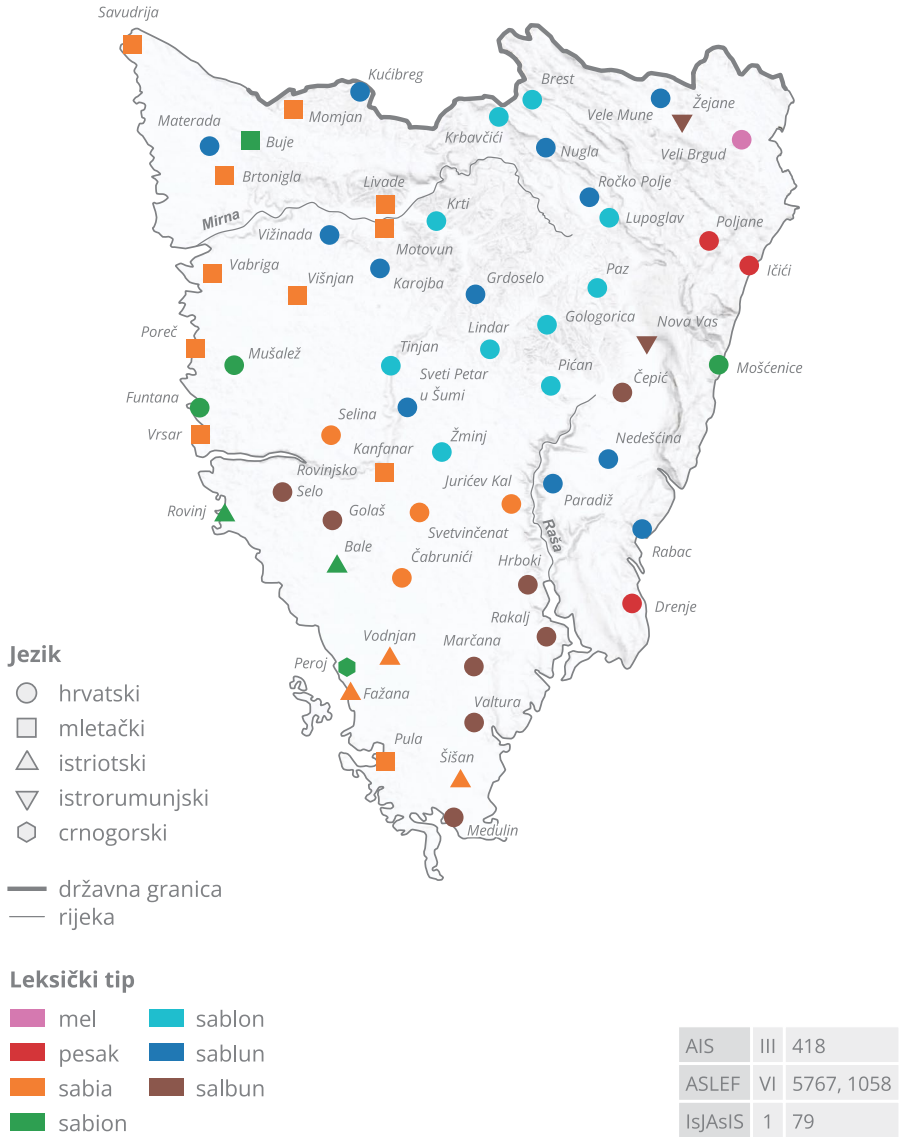 Savudrija
Kućibreg
Brest
Materada
Momjan
Vele Mune
Žejane
Buje
Krbavčići
Nugla
Veli Brgud
Brtonigla
Livade
Ročko Polje
Mirna
Krti
Lupoglav
Poljane
Vižinada
Motovun
Vabriga
Višnjan
Karojba
Grdoselo
Paz
Ičići
Gologorica
Nova Vas
Poreč
Mušalež
Tinjan
Lindar
Pićan
Čepić
Mošćenice
Funtana
Sveti Petar
u Šumi
Vrsar
Selina
Kanfanar
Žminj
Nedešćina
Rovinjsko
Selo
Jurićev Kal
Paradiž
Rovinj
Golaš
Svetvinčenat
Raša
Rabac
Bale
Čabrunići
Hrboki
Drenje
Rakalj
Vodnjan
Marčana
Peroj
Fažana
Valtura
Pula
Šišan
Medulin
Jezik
hrvatski
mletački
istriotski
istrorumunjski
crnogorski
državna granica
rijeka
Leksički tip
mel
sablon
pesak
sablun
sabia
salbun
sabion
AIS III 418
ASLEF VI 5767, 1058
IsJAsIS 1 79